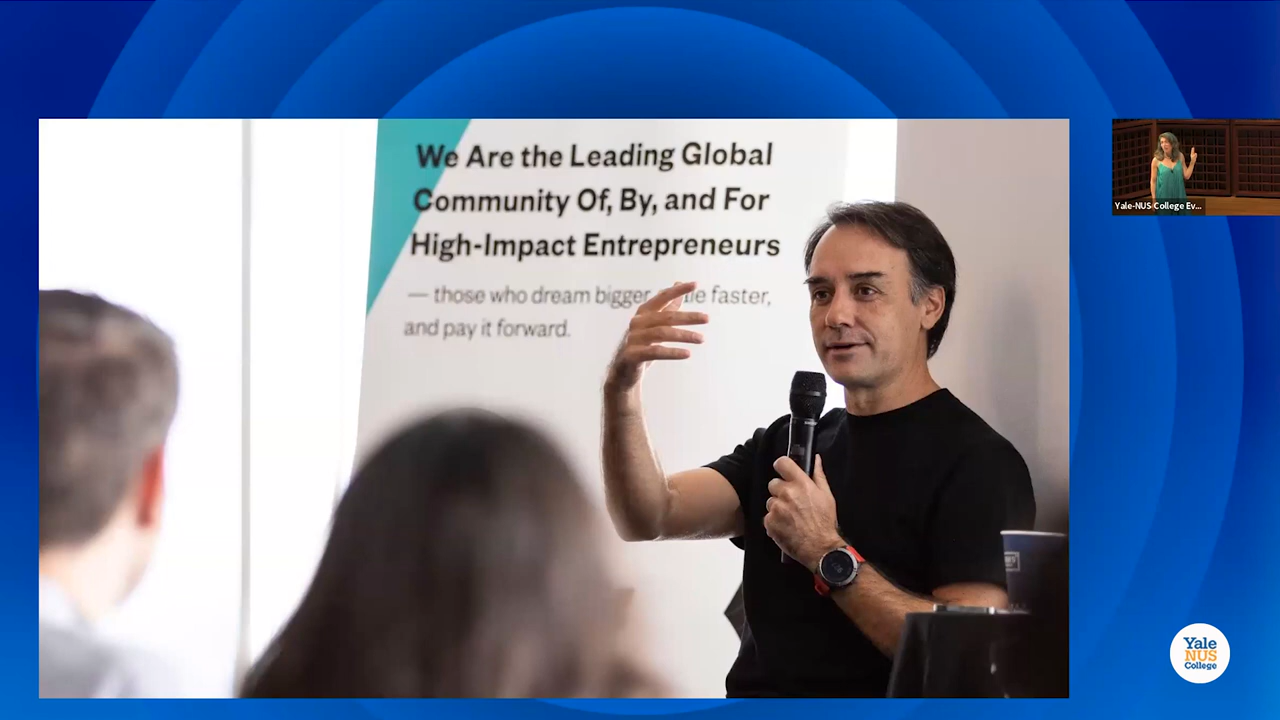 We Are the Leading Global
Community Of, By, and For
High-Impact Entrepreneurs
— those who dream bigger, faster,
and pay it forward.
Yale-NUS College Ev...
Yale
NUS
College